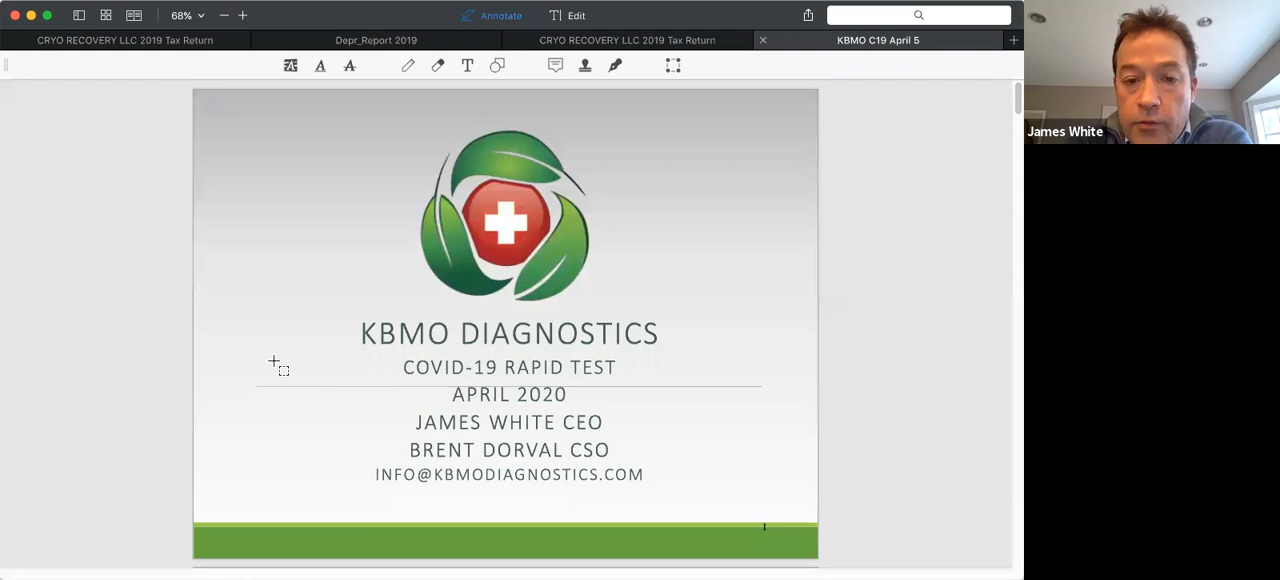 68%
Annotate
Edit
CRYO RECOVERY LLC 2019 Tax Return
Depr_Report 2019
CRYO RECOVERY LLC 2019 Tax Return
KBMO C19 April 5
KBMO DIAGNOSTICS
COVID-19 RAPID TEST
APRIL 2020
JAMES WHITE CEO
BRENT DORVAL CSO
INFO@KBMODIAGNOSTICS.COM
1
James White